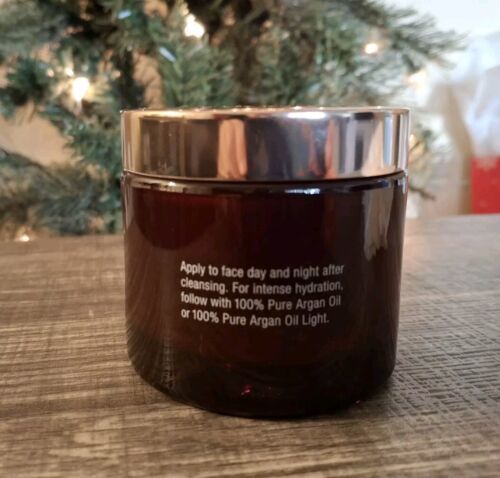 Apply to face day and night after
cleansing. For intense hydration,
follow with 100% Pure Argan Oil
or 100% Pure Argan Oil Light.